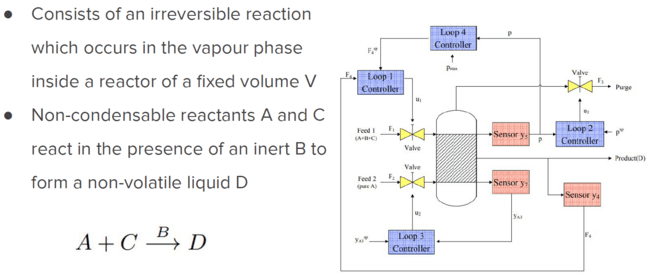 ● Consists of an irreversible reaction
which occurs in the vapour phase
inside a reactor of a fixed volume V
● Non-condensable reactants A and C
react in the presence of an inert B to
form a non-volatile liquid D
A + C —B→ D
Loop 4
Controller
P
F₄ˢᵖ
Pmax
F₄
Loop 1
Controller
u₁
Valve
F₃
Purge
u₃
Feed 1
(A+B+C)
F₁
Valve
Sensor y₅
P
Loop 2
Controller
Pˢᵖ
Valve
Product(D)
Feed 2
(pure A)
F₂
Sensor y₇
Sensor y₄
u₂
yA3
yA3ˢᵖ
Loop 3
Controller
F₄